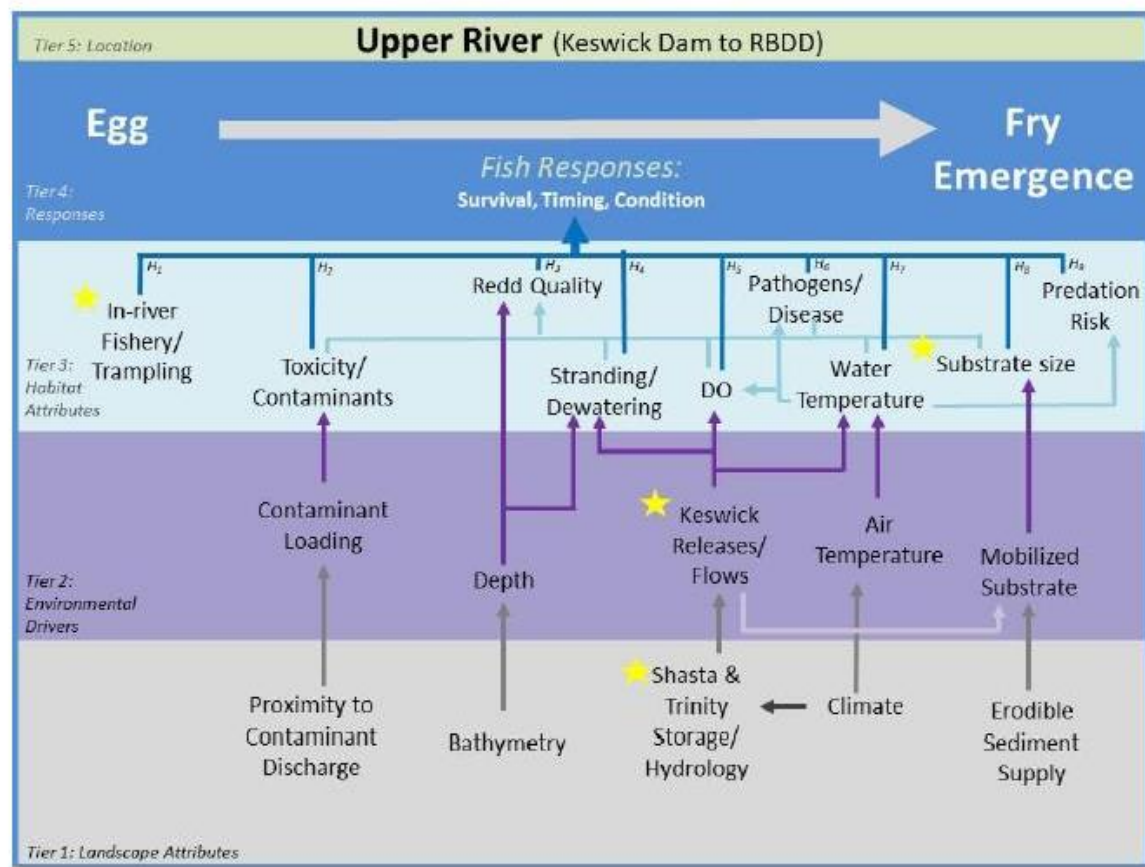 Tier 5: Location
Upper River (Keswick Dam to RBDD)
Egg
Fry
Emergence
Fish Responses:
Survival, Timing, Condition
Tier 4:
Responses
H1
H2
H3
H4
H5
H6
H7
H8
H9
In-river
Fishery/
Trampling
Toxicity/
Contaminants
Redd Quality
Stranding/
Dewatering
DO
Pathogens/
Disease
Water
Temperature
Substrate size
Predation
Risk
Tier 3:
Habitat
Attributes
Contaminant
Loading
Depth
Keswick
Releases/
Flows
Air
Temperature
Mobilized
Substrate
Tier 2:
Environmental
Drivers
Proximity to
Contaminant
Discharge
Bathymetry
Shasta &
Trinity
Storage/
Hydrology
Climate
Erodible
Sediment
Supply
Tier 1: Landscape Attributes